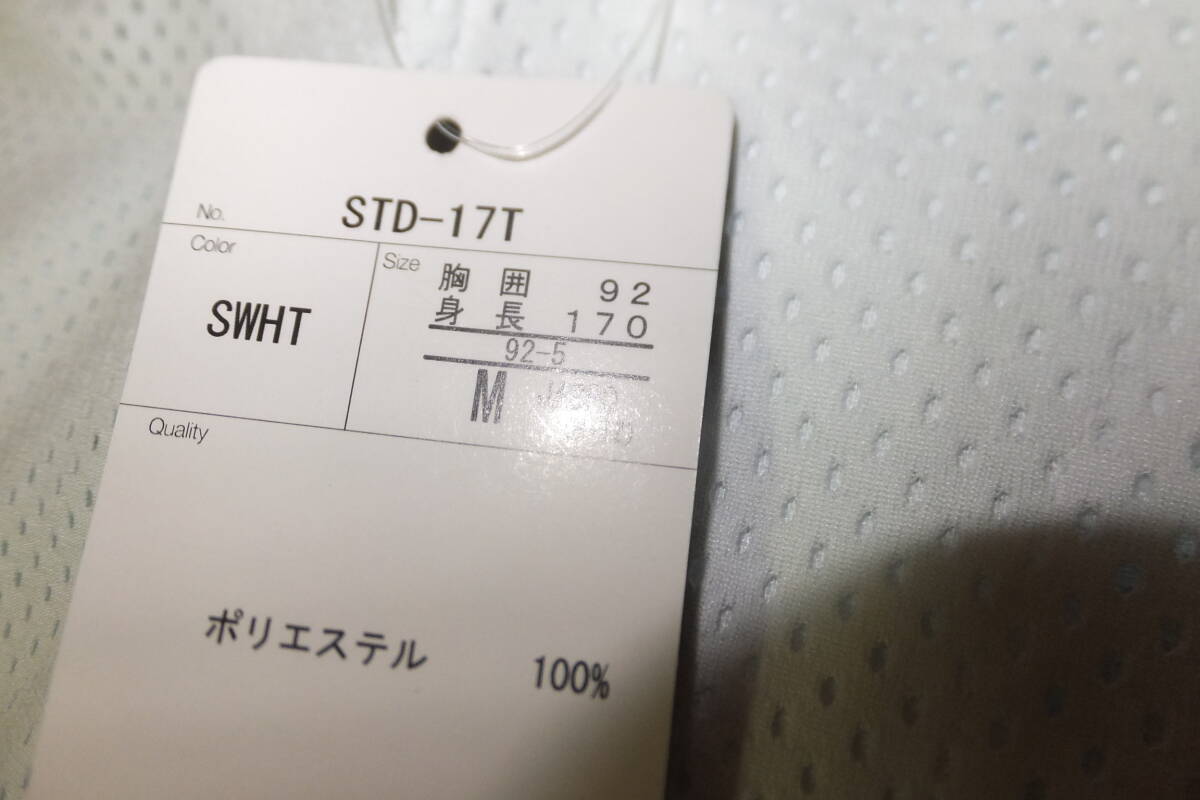 No. STD-17T
Color
SWHT
Size
胸囲 92
身長 170
92-5
M
Quality
ポリエステル 100%